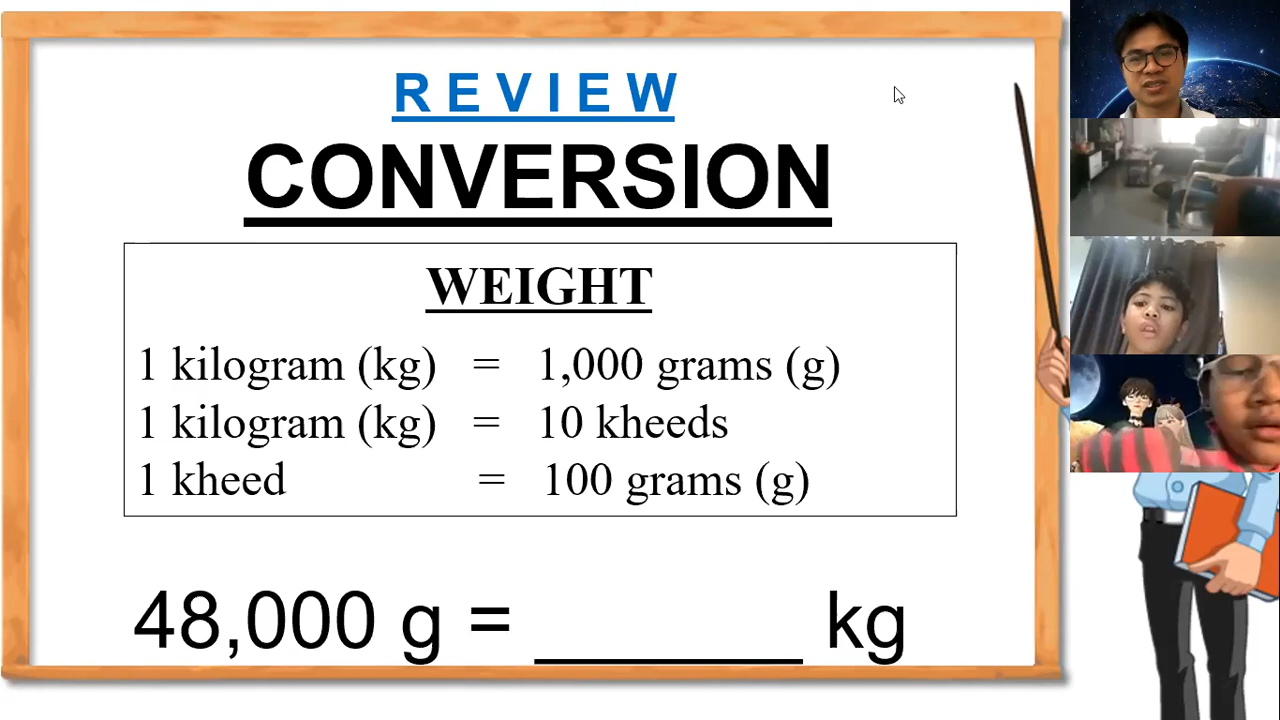 REVIEW
CONVERSION
WEIGHT
1 kilogram (kg) = 1,000 grams (g)
1 kilogram (kg) = 10 kheeds
1 kheed = 100 grams (g)
48,000 g = ________ kg